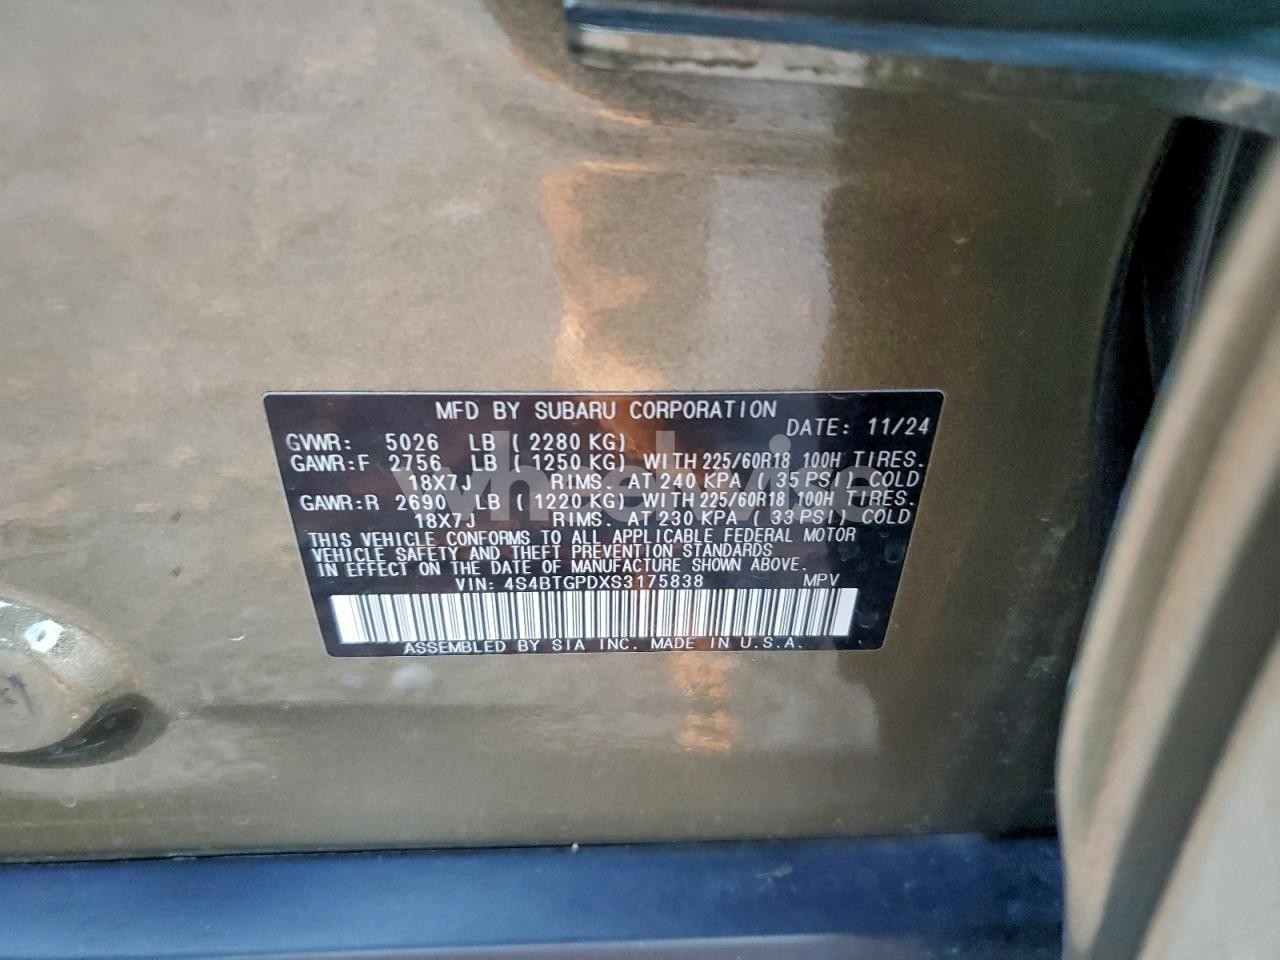 MFD BY SUBARU CORPORATION
DATE: 11/24
GVWR: 5026 LB (2280 KG)
GAWR:F 2756 LB (1250 KG) WITH 225/60R18 100H TIRES.
18X7J RIMS. AT 240 KPA (35 PSI) COLD
GAWR:R 2690 LB (1220 KG) WITH 225/60R18 100H TIRES.
18X7J RIMS. AT 230 KPA (33 PSI) COLD
THIS VEHICLE CONFORMS TO ALL APPLICABLE FEDERAL MOTOR
VEHICLE SAFETY AND THEFT PREVENTION STANDARDS
IN EFFECT ON THE DATE OF MANUFACTURE SHOWN ABOVE.
VIN: 4S4BTGPDXS3175838 MPV
ASSEMBLED BY SIA INC. MADE IN U.S.A.
wheelwise